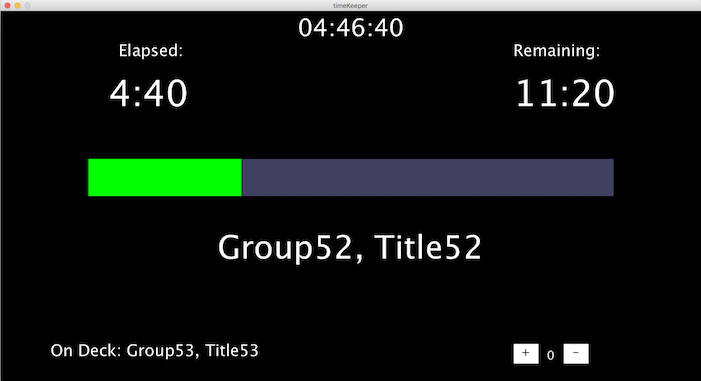 timeKeeper
04:46:40
Elapsed:
Remaining:
4:40
11:20
Group52, Title52
On Deck: Group53, Title53
+ 0 -